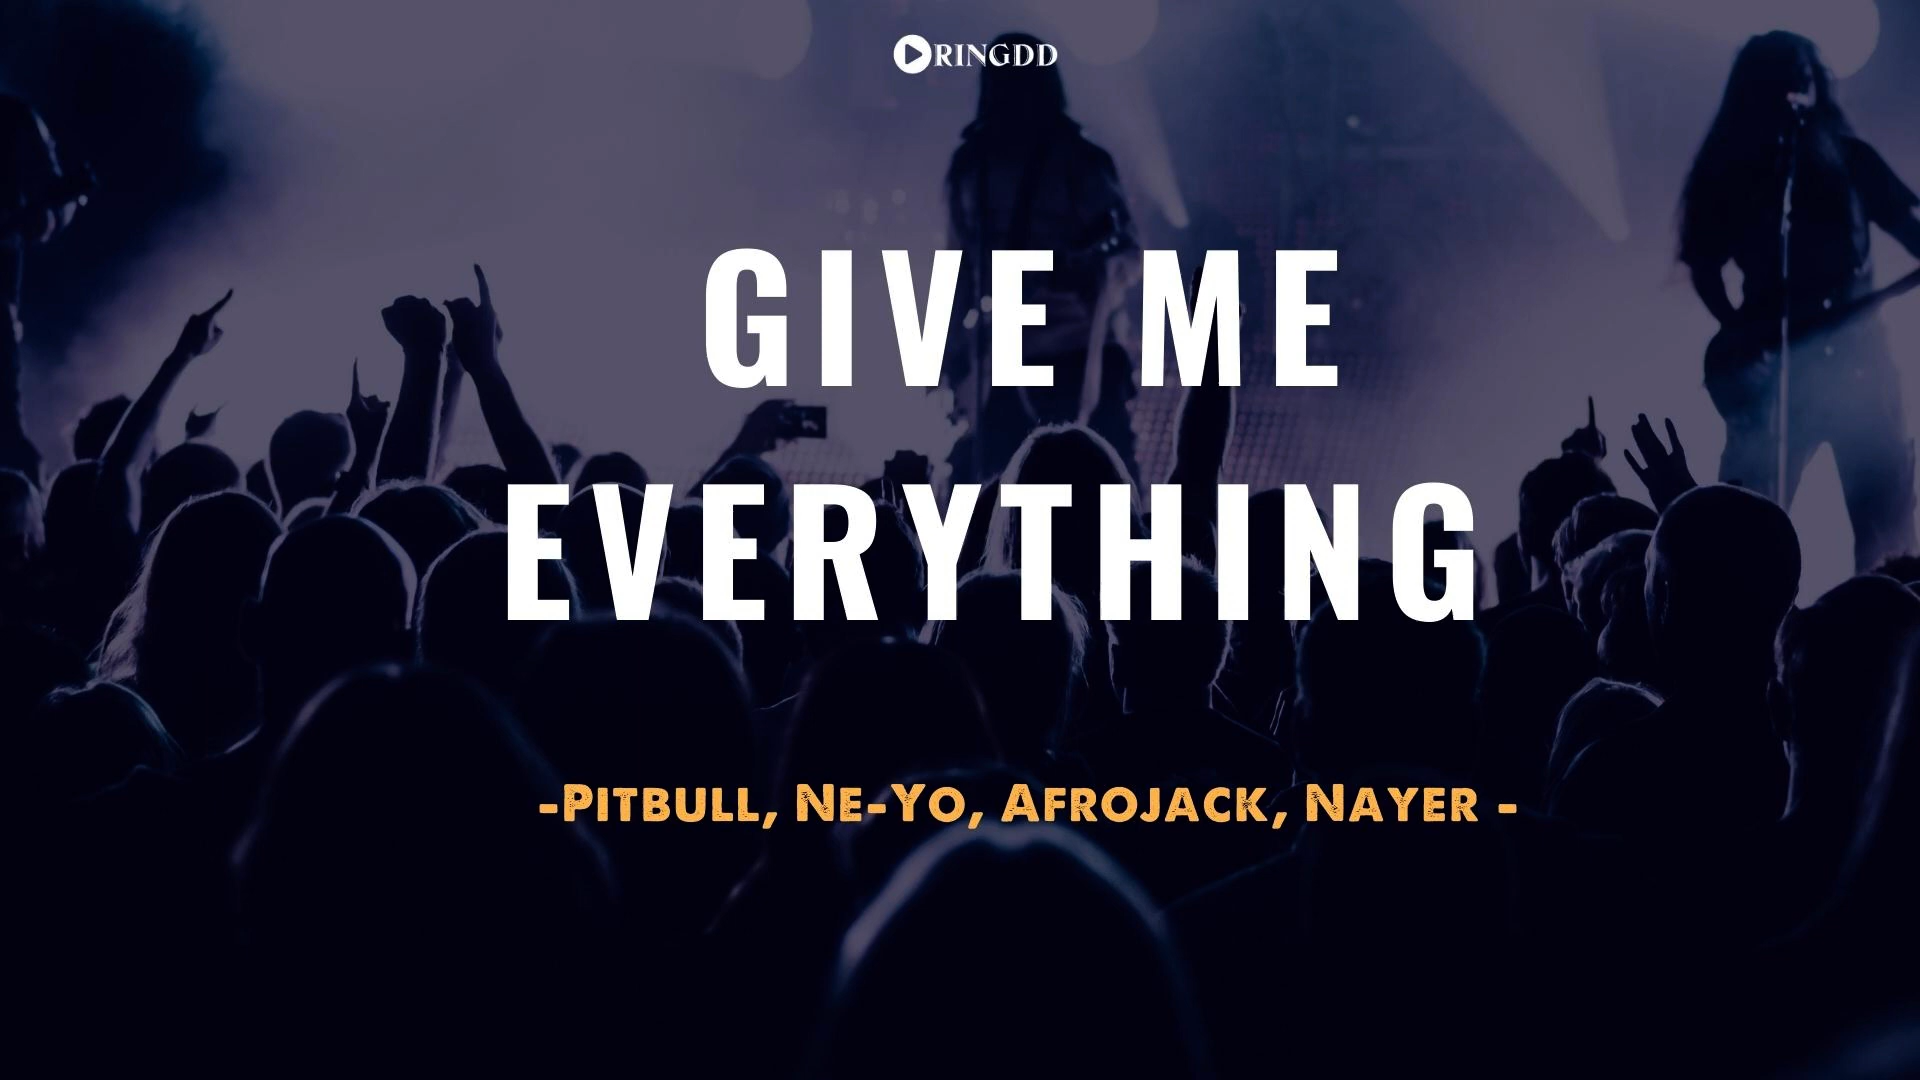 RINGDD
GIVE ME
EVERYTHING
-Pitbull, Ne-Yo, Afrojack, Nayer -